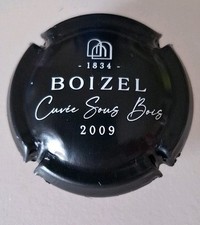 - 1834 -
BOIZEL
Cuvée Sous Bois
2009